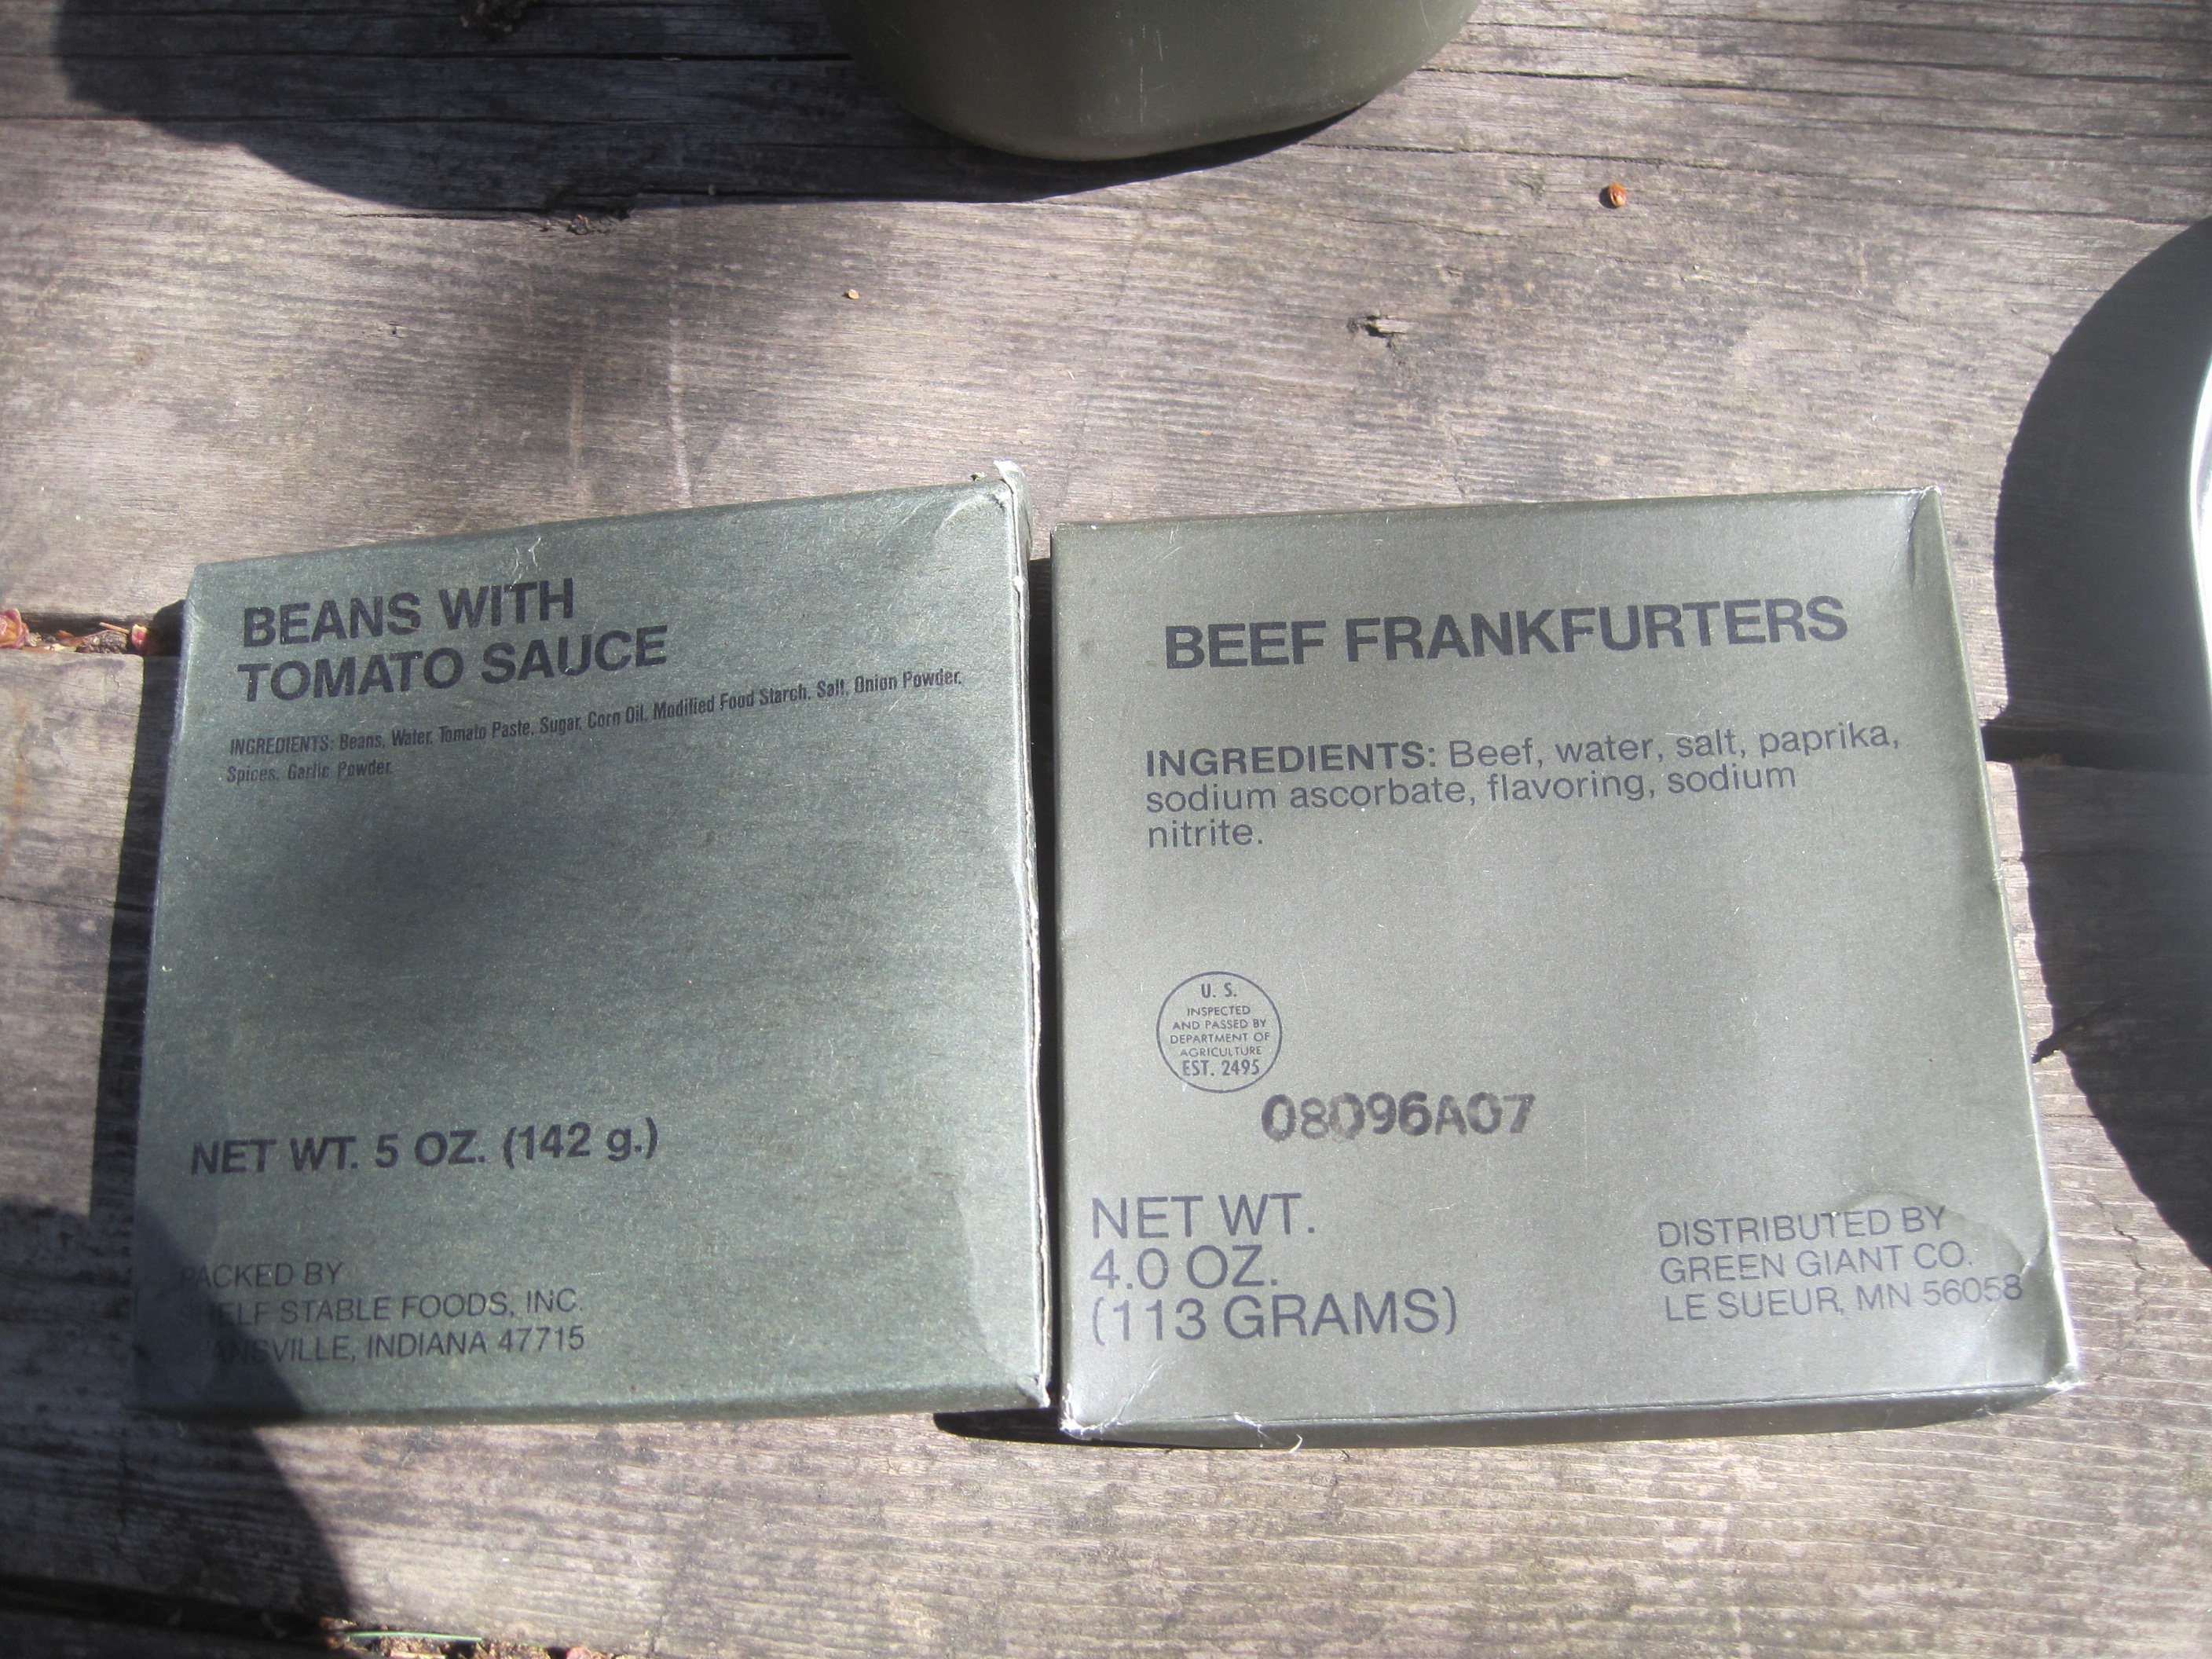 BEANS WITH
TOMATO SAUCE
INGREDIENTS: Beans, Water, Tomato Paste, Sugar, Corn Oil, Modified Food Starch, Salt, Onion Powder,
Spices, Garlic Powder.
NET WT. 5 OZ. (142 g.)
PACKED BY
SHELF STABLE FOODS, INC.
EVANSVILLE, INDIANA 47715
BEEF FRANKFURTERS
INGREDIENTS: Beef, water, salt, paprika,
sodium ascorbate, flavoring, sodium
nitrite.
U. S.
INSPECTED
AND PASSED BY
DEPARTMENT OF
AGRICULTURE
EST. 2495
08096A07
NET WT.
4.0 OZ.
(113 GRAMS)
DISTRIBUTED BY
GREEN GIANT CO.
LE SUEUR, MN 56058